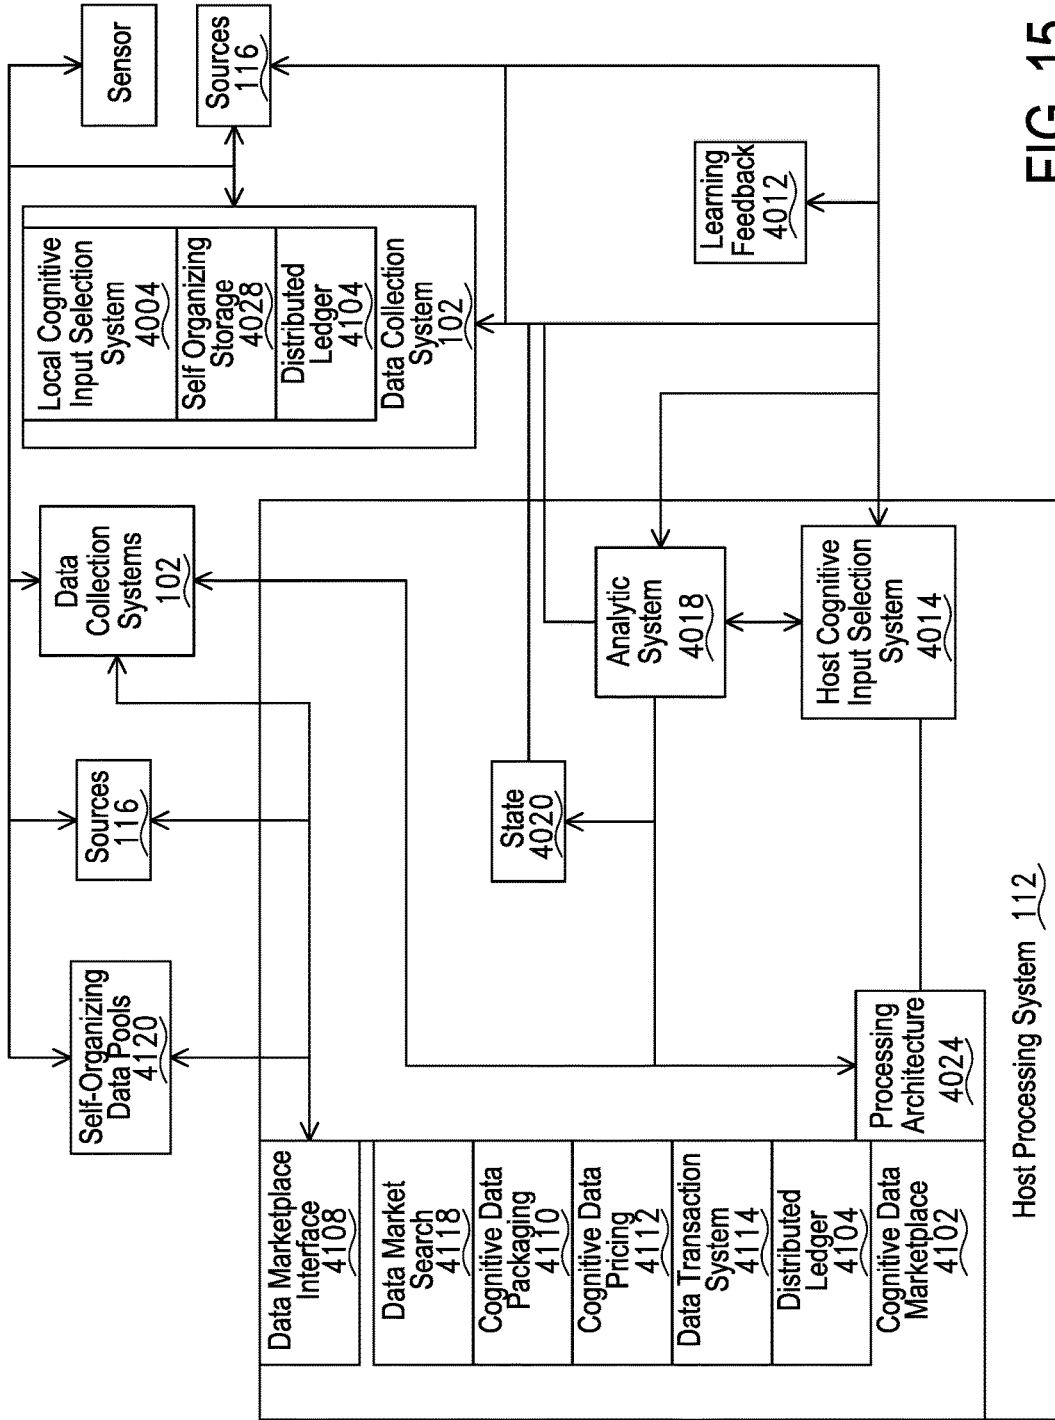 Self-Organizing
Data Pools
4120
Sources
116
Data
Collection
Systems
102
Local Cognitive
Input Selection
System
4004
Self Organizing
Storage
4028
Distributed
Ledger
4104
Data Collection
System
102
Sensor
Sources
116
Data Marketplace
Interface
4108
Data Market
Search
4118
Cognitive Data
Packaging
4110
Cognitive Data
Pricing
4112
Data Transaction
System
4114
Distributed
Ledger
4104
Cognitive Data
Marketplace
4102
Processing
Architecture
4024
State
4020
Analytic
System
4018
Host Cognitive
Input Selection
System
4014
Learning
Feedback
4012
Host Processing System 112
FIG. 15